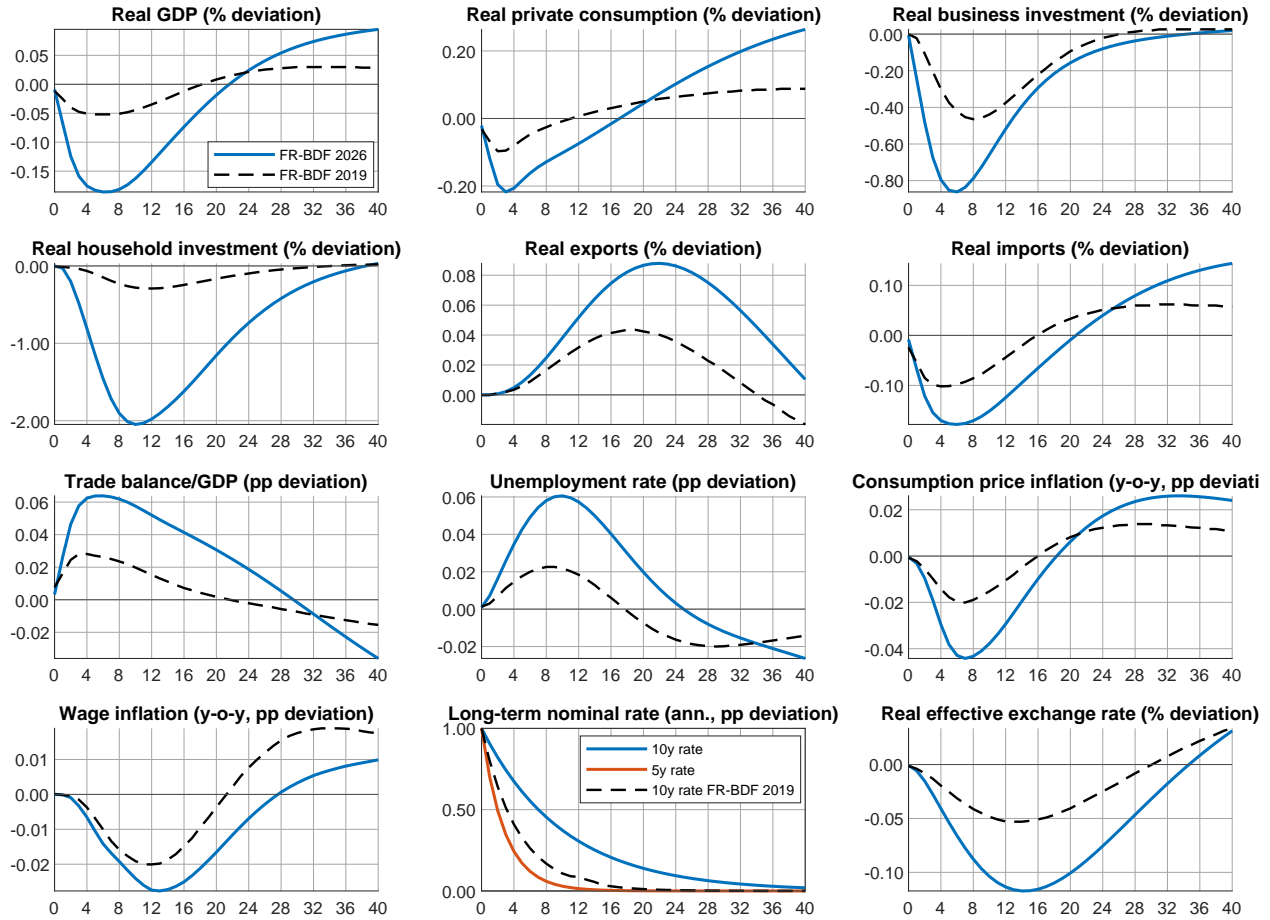 Real GDP (% deviation)
0.05
0.00
-0.05
-0.10
-0.15
FR-BDF 2026
FR-BDF 2019
0 4 8 12 16 20 24 28 32 36 40
Real private consumption (% deviation)
0.20
0.00
-0.20
0 4 8 12 16 20 24 28 32 36 40
Real business investment (% deviation)
0.00
-0.20
-0.40
-0.60
-0.80
0 4 8 12 16 20 24 28 32 36 40
Real household investment (% deviation)
0.00
-1.00
-2.00
0 4 8 12 16 20 24 28 32 36 40
Real exports (% deviation)
0.08
0.06
0.04
0.02
0.00
0 4 8 12 16 20 24 28 32 36 40
Real imports (% deviation)
0.10
0.00
-0.10
0 4 8 12 16 20 24 28 32 36 40
Trade balance/GDP (pp deviation)
0.06
0.04
0.02
0.00
-0.02
0 4 8 12 16 20 24 28 32 36 40
Unemployment rate (pp deviation)
0.06
0.04
0.02
0.00
-0.02
0 4 8 12 16 20 24 28 32 36 40
Consumption price inflation (y-o-y, pp deviati
0.02
0.00
-0.02
-0.04
0 4 8 12 16 20 24 28 32 36 40
Wage inflation (y-o-y, pp deviation)
0.01
0.00
-0.01
-0.02
0 4 8 12 16 20 24 28 32 36 40
Long-term nominal rate (ann., pp deviation)
1.00
0.50
0.00
10y rate
5y rate
10y rate FR-BDF 2019
0 4 8 12 16 20 24 28 32 36 40
Real effective exchange rate (% deviation)
0.00
-0.05
-0.10
0 4 8 12 16 20 24 28 32 36 40